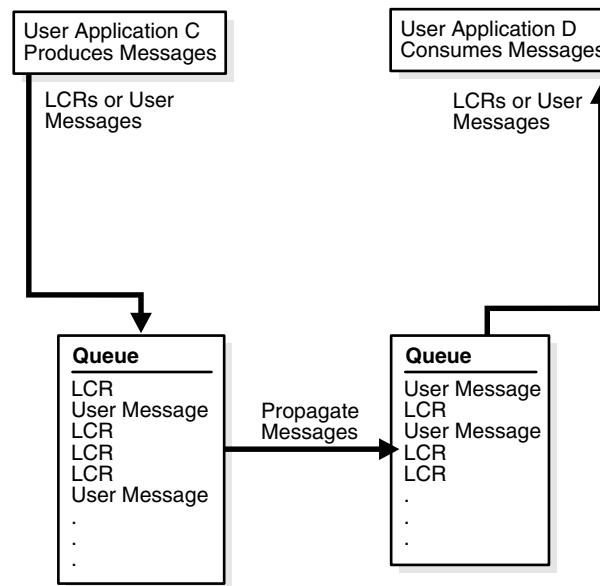 User Application C
Produces Messages
User Application D
Consumes Messages
LCRs or User
Messages
LCRs or User
Messages
Queue
LCR
User Message
LCR
LCR
LCR
User Message
.
.
.
Propagate
Messages
Queue
User Message
LCR
User Message
LCR
LCR
.
.
.